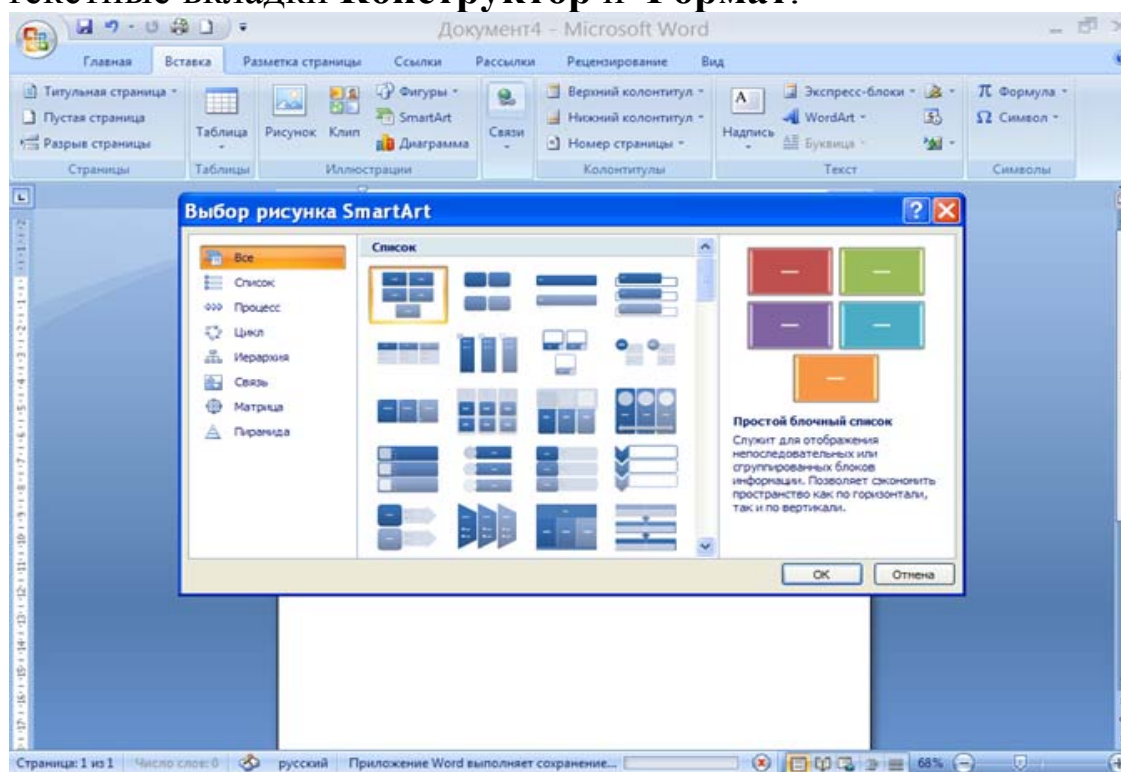 текстные вкладки Конструктор и Формат.
Документ4 - Microsoft Word
Главная Вставка Разметка страницы Ссылки Рассылки Рецензирование Вид
Титульная страница
Пустая страница
Разрыв страницы
Страницы
Таблица
Таблицы
Рисунок
Клип
Фигуры
SmartArt
Диаграмма
Иллюстрации
Связи
Верхний колонтитул
Нижний колонтитул
Номер страницы
Колонтитулы
Надпись
Экспресс-блоки
WordArt
Буквица
Текст
Формула
Символ
Символы
Выбор рисунка SmartArt
Все
Список
Процесс
Цикл
Иерархия
Связь
Матрица
Пирамида
Список
Простой блочный список
Служит для отображения
непоследовательных или
сгруппированных блоков
информации. Позволяет сэкономить
пространство как по горизонтали,
так и по вертикали.
ОК Отмена
Страница: 1 из 1 Число слов: 0 русский Приложение Word выполняет сохранение... 68%